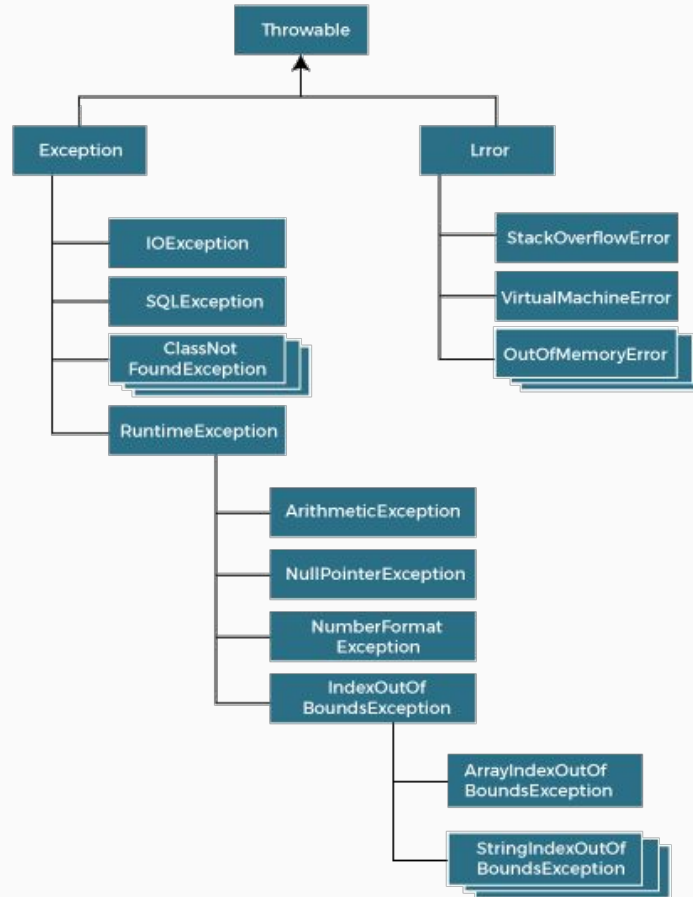 Throwable
Exception
Lrror
IOException
StackOverflowError
SQLException
VirtualMachineError
ClassNot
FoundException
OutOfMemoryError
RuntimeException
ArithmeticException
NullPointerException
NumberFormat
Exception
IndexOutOf
BoundsException
ArrayIndexOutOf
BoundsException
StringIndexOutOf
BoundsException